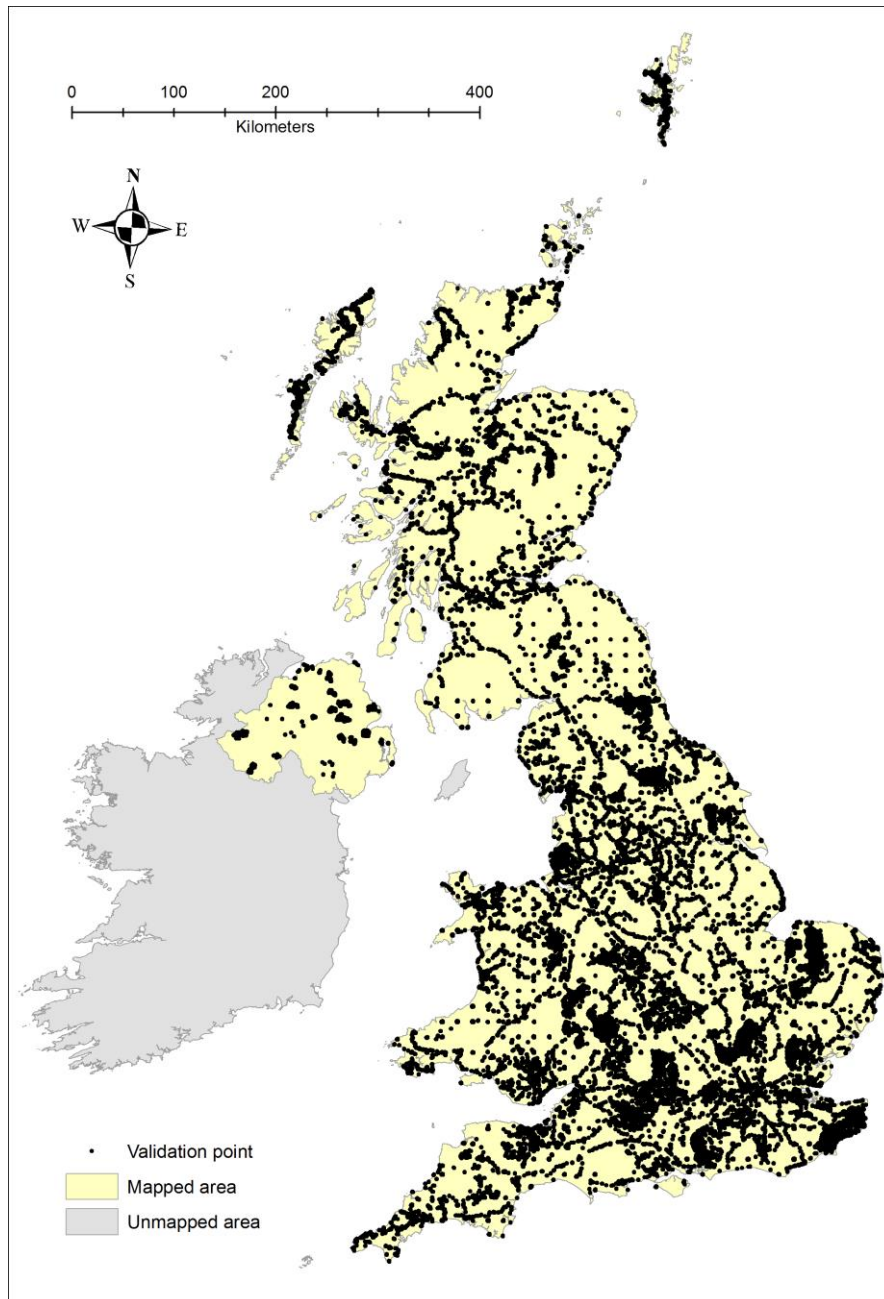 0 100 200 400
Kilometers
N
W E
S
Validation point
Mapped area
Unmapped area